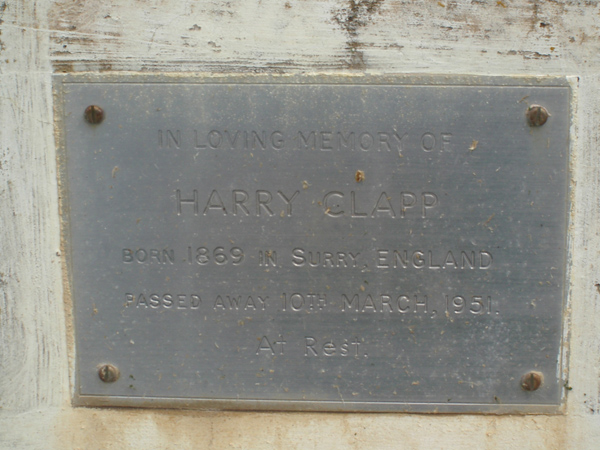 IN LOVING MEMORY OF
HARRY CLAPP
BORN 1869 IN SURRY, ENGLAND
PASSED AWAY 10TH MARCH, 1951.
At Rest.